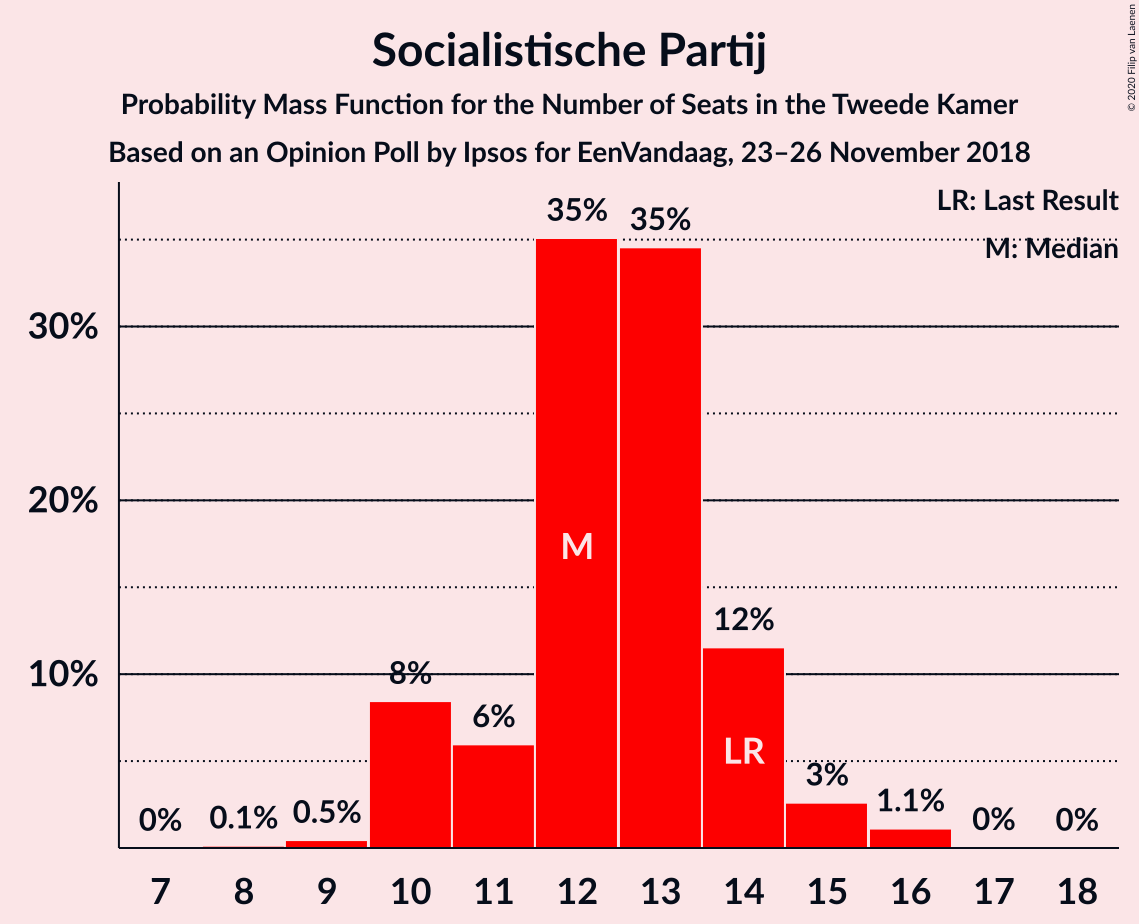 Socialistische Partij
Probability Mass Function for the Number of Seats in the Tweede Kamer
Based on an Opinion Poll by Ipsos for EenVandaag, 23–26 November 2018
© 2020 Filip van Laenen
LR: Last Result
M: Median
30%
20%
10%
0%
0.1%
0.5%
8%
6%
35%
35%
12%
3%
1.1%
0%
0%
M
LR
7 8 9 10 11 12 13 14 15 16 17 18